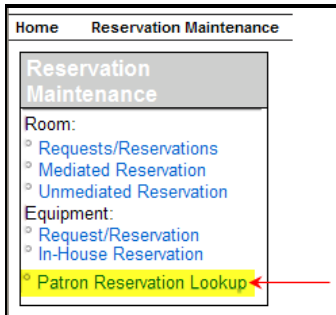 Home Reservation Maintenance
Reservation
Maintenance
Room:
Requests/Reservations
Mediated Reservation
Unmediated Reservation
Equipment:
Request/Reservation
In-House Reservation
Patron Reservation Lookup